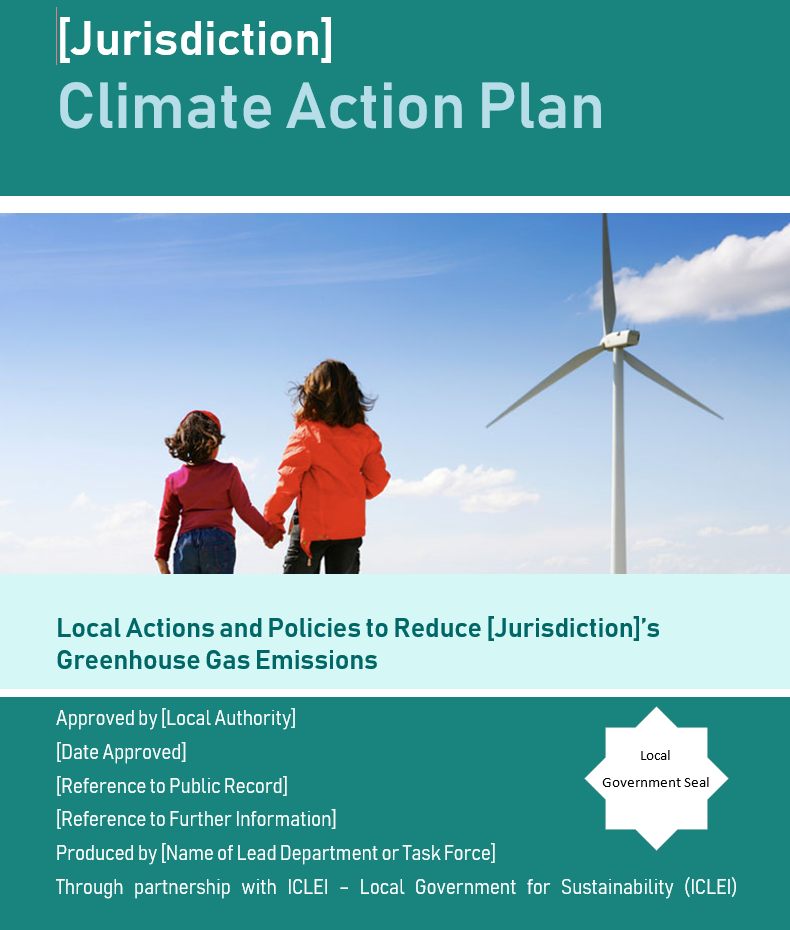 [Jurisdiction]
Climate Action Plan
Local Actions and Policies to Reduce [Jurisdiction]’s
Greenhouse Gas Emissions
Approved by [Local Authority]
[Date Approved]
[Reference to Public Record]
[Reference to Further Information]
Produced by [Name of Lead Department or Task Force]
Through partnership with ICLEI – Local Government for Sustainability (ICLEI)
Local
Government Seal